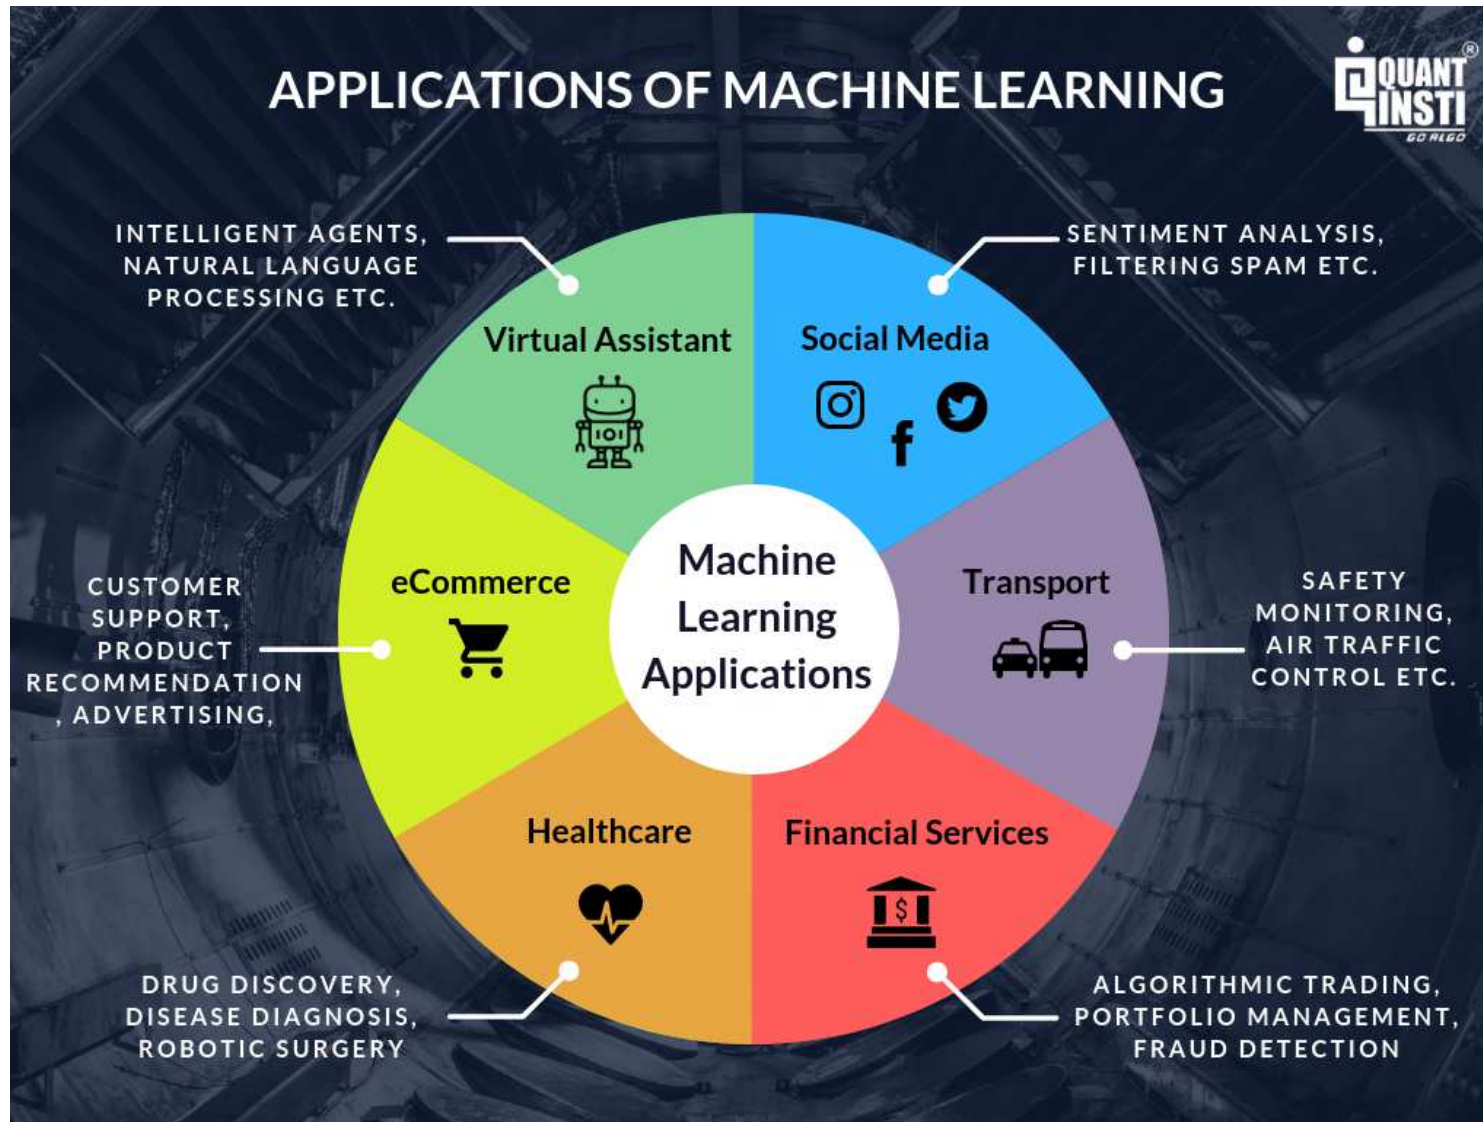 APPLICATIONS OF MACHINE LEARNING
QUANT
INSTI
®
GO ALGO
INTELLIGENT AGENTS,
NATURAL LANGUAGE
PROCESSING ETC.
SENTIMENT ANALYSIS,
FILTERING SPAM ETC.
Virtual Assistant
Social Media
CUSTOMER
SUPPORT,
PRODUCT
RECOMMENDATION
, ADVERTISING,
eCommerce
Machine
Learning
Applications
Transport
SAFETY
MONITORING,
AIR TRAFFIC
CONTROL ETC.
Healthcare
Financial Services
$
DRUG DISCOVERY,
DISEASE DIAGNOSIS,
ROBOTIC SURGERY
ALGORITHMIC TRADING,
PORTFOLIO MANAGEMENT,
FRAUD DETECTION